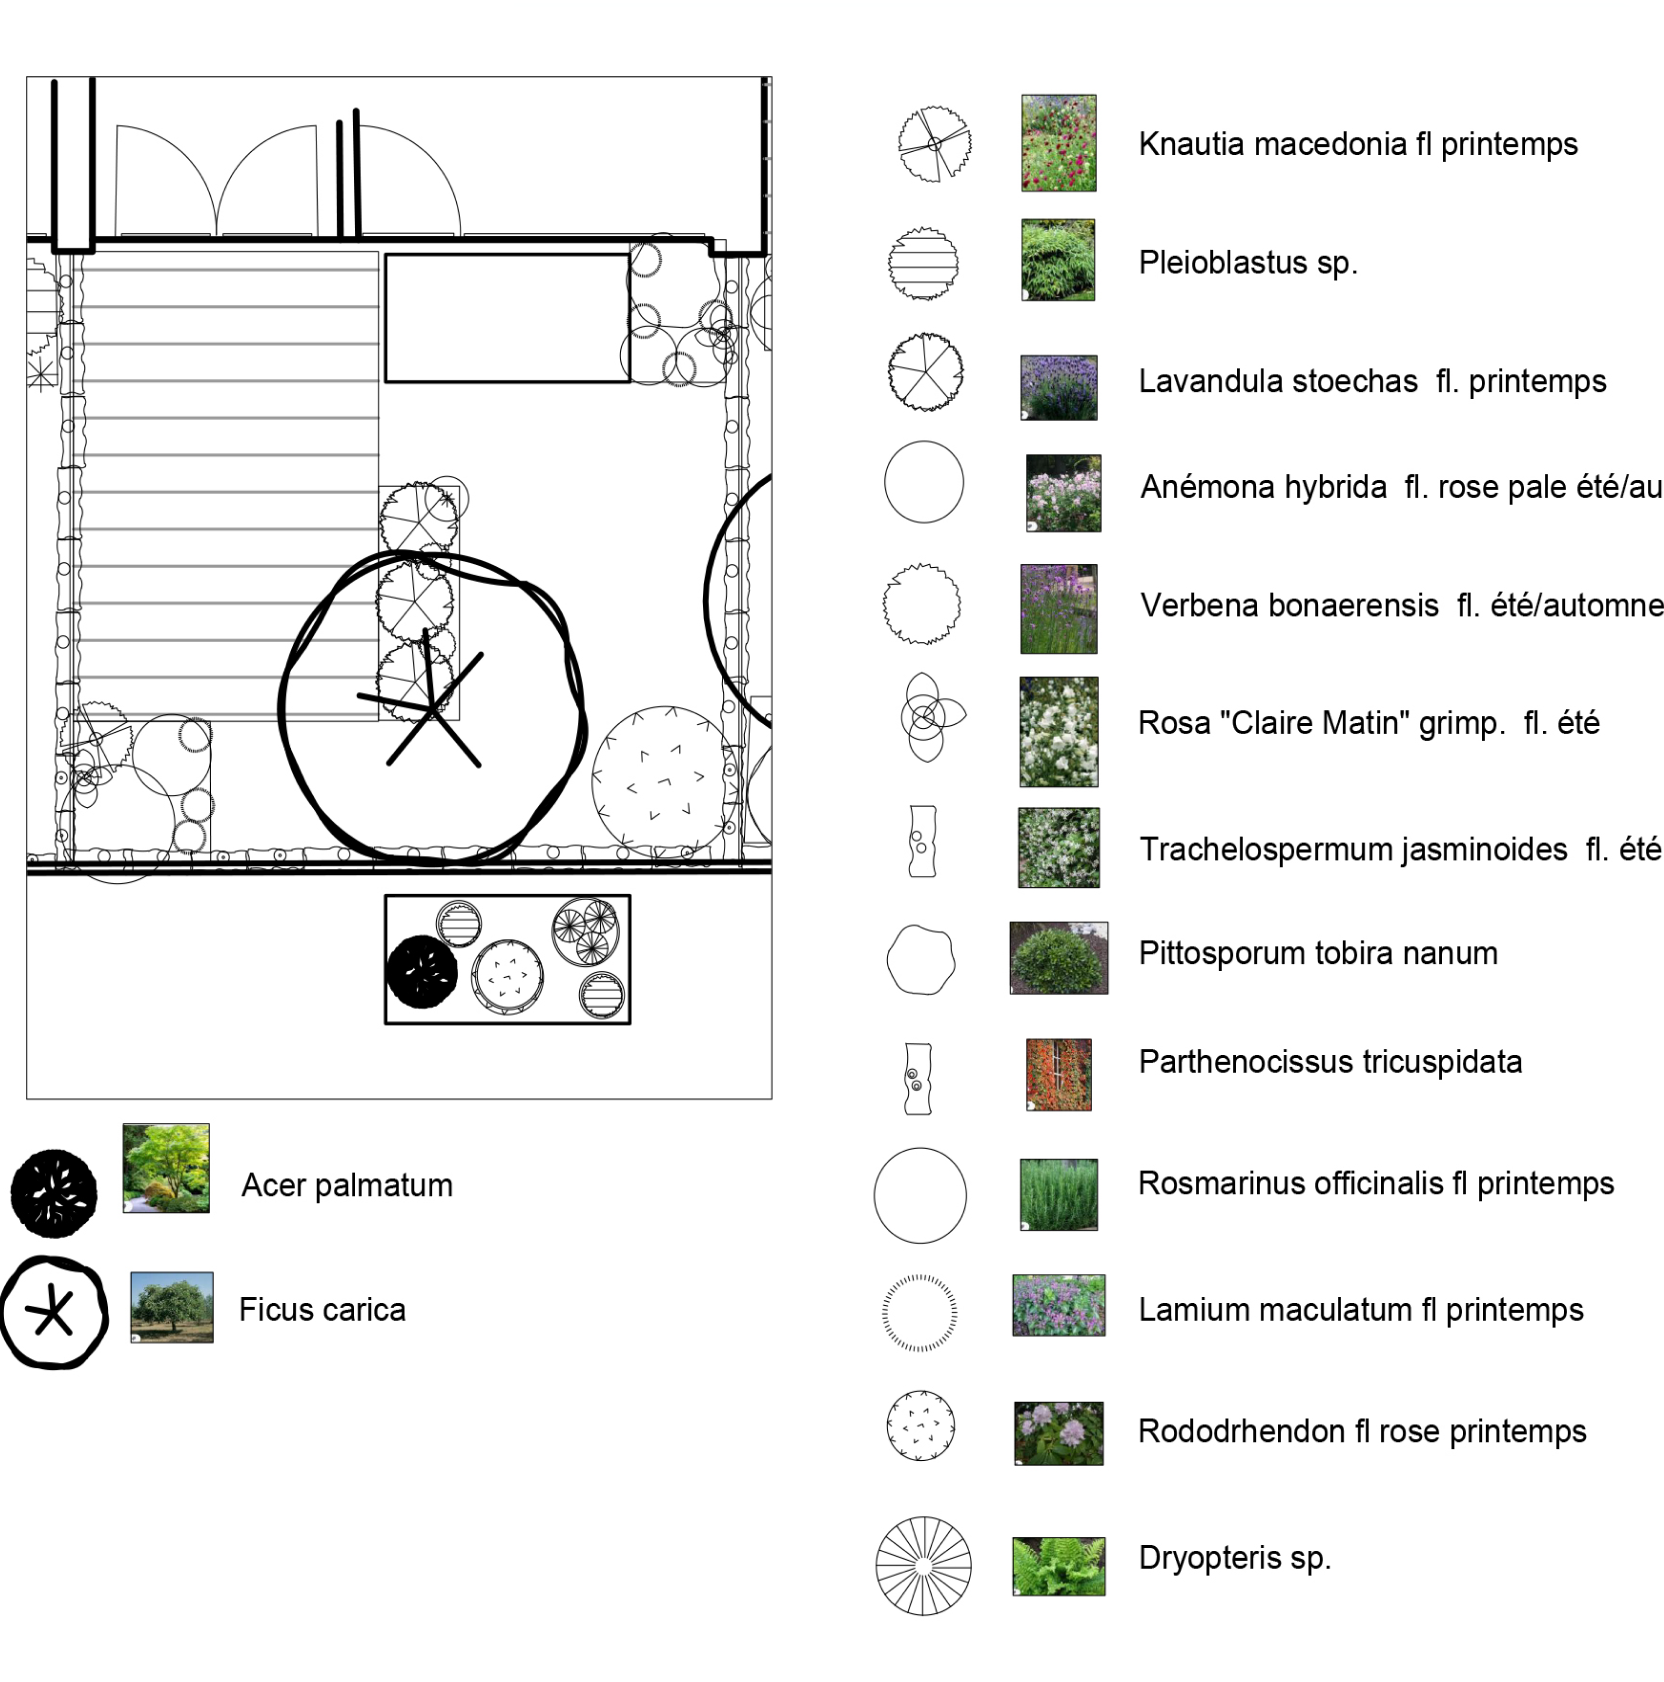 Knautia macedonia fl printemps
Pleioblastus sp.
Lavandula stoechas fl. printemps
Anémona hybrida fl. rose pale été/au
Verbena bonaerensis fl. été/automne
Rosa "Claire Matin" grimp. fl. été
Trachelospermum jasminoides fl. été
Pittosporum tobira nanum
Parthenocissus tricuspidata
Rosmarinus officinalis fl printemps
Lamium maculatum fl printemps
Rododrhendon fl rose printemps
Dryopteris sp.
Acer palmatum
Ficus carica